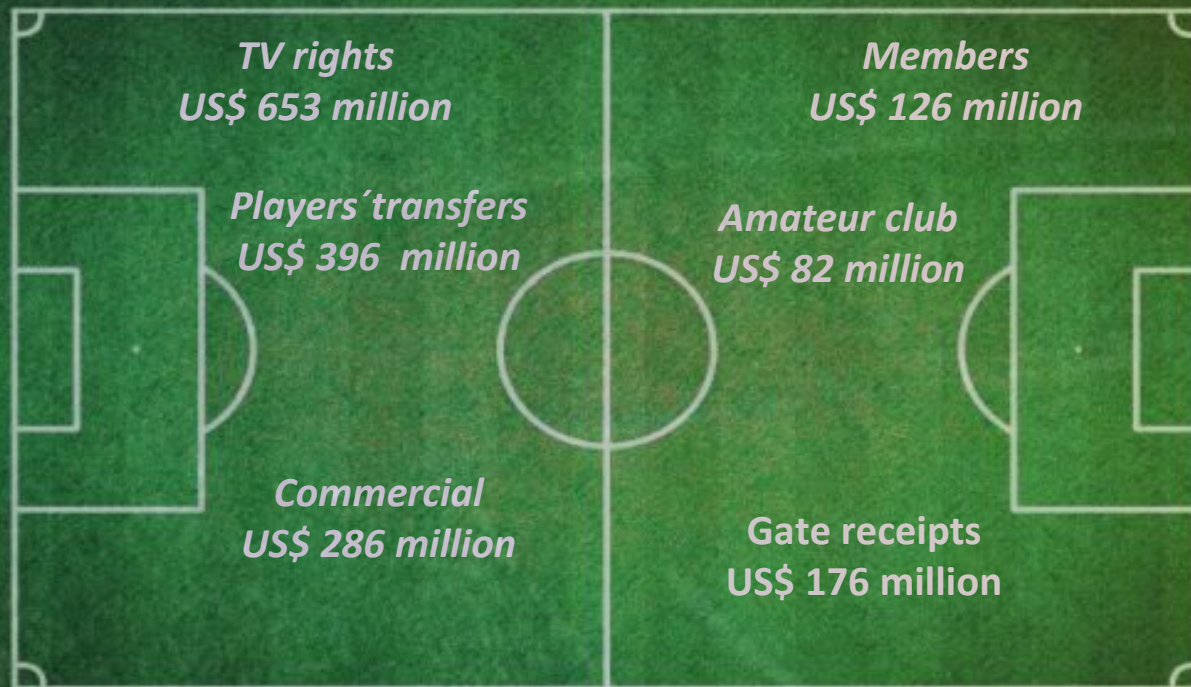 TV rights
US$ 653 million
Members
US$ 126 million
Players´transfers
US$ 396  million
Amateur club
US$ 82 million
Commercial
US$ 286 million
Gate receipts
US$ 176 million